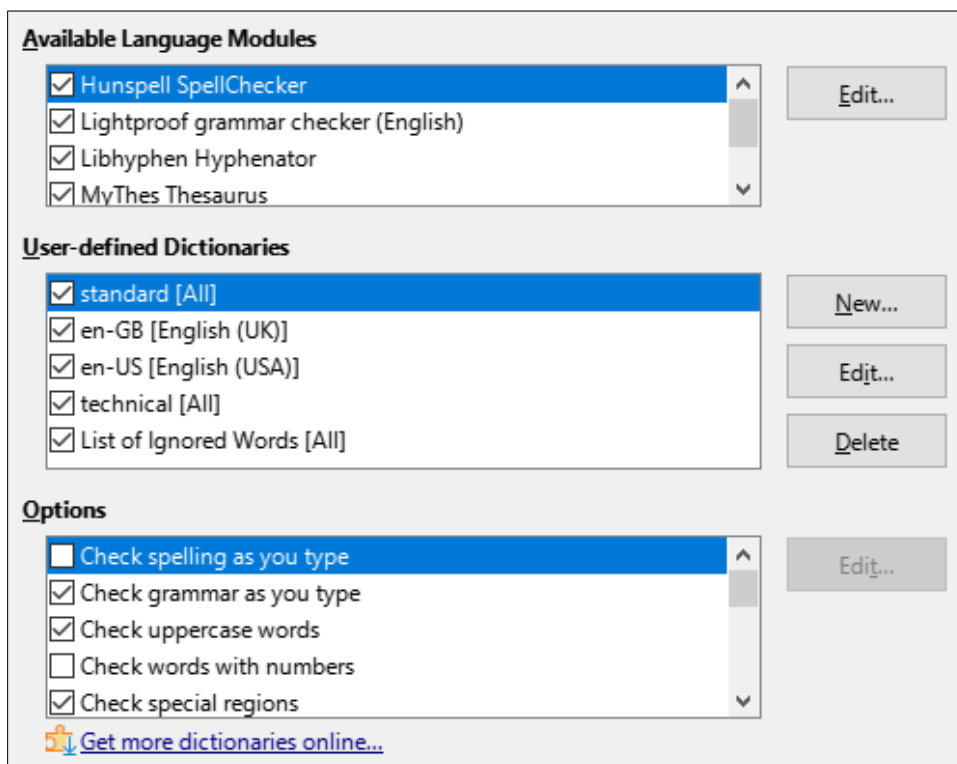 Available Language Modules
Hunspell SpellChecker
Edit...
Lightproof grammar checker (English)
Libhyphen Hyphenator
MyThes Thesaurus
User-defined Dictionaries
standard [All]
New...
en-GB [English (UK)]
en-US [English (USA)]
Edit...
technical [All]
List of Ignored Words [All]
Delete
Options
Check spelling as you type
Edit...
Check grammar as you type
Check uppercase words
Check words with numbers
Check special regions
Get more dictionaries online...